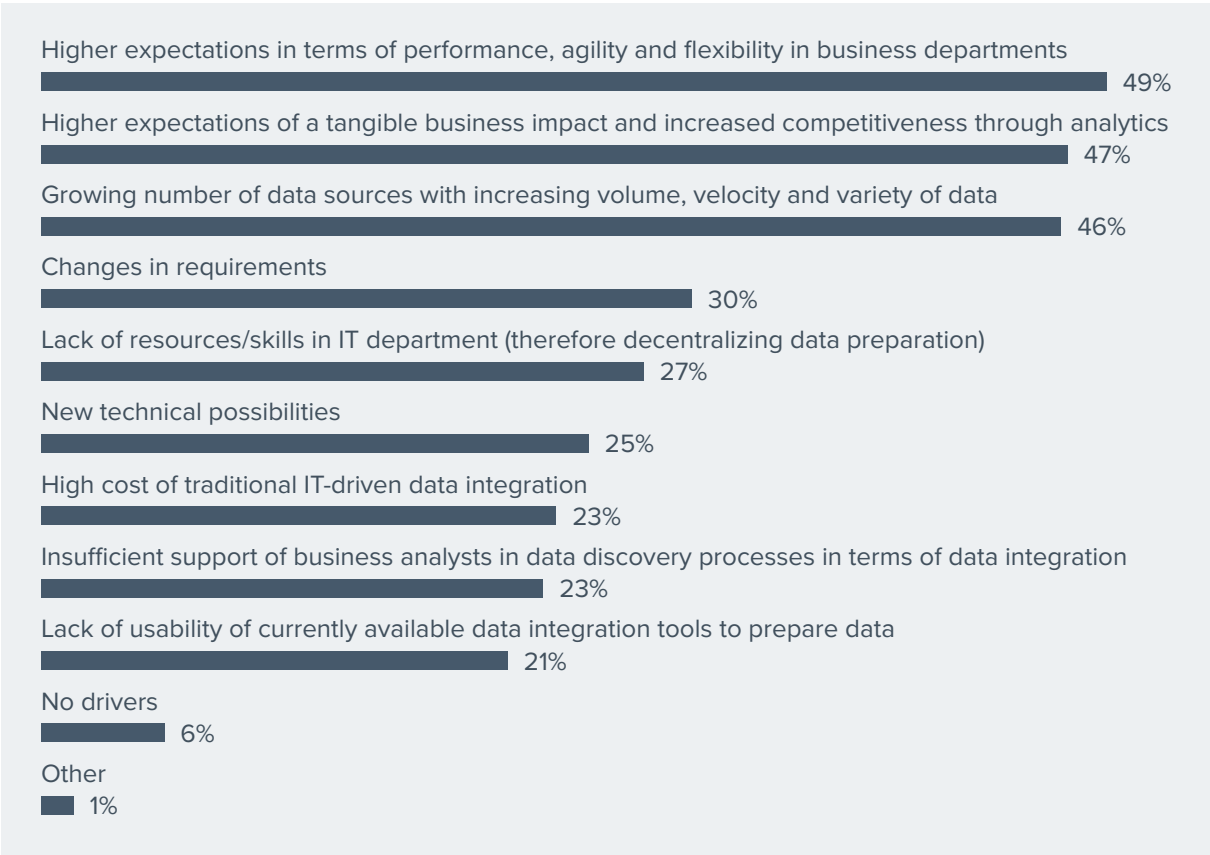 Higher expectations in terms of performance, agility and flexibility in business departments
49%
Higher expectations of a tangible business impact and increased competitiveness through analytics
47%
Growing number of data sources with increasing volume, velocity and variety of data
46%
Changes in requirements
30%
Lack of resources/skills in IT department (therefore decentralizing data preparation)
27%
New technical possibilities
25%
High cost of traditional IT-driven data integration
23%
Insufficient support of business analysts in data discovery processes in terms of data integration
23%
Lack of usability of currently available data integration tools to prepare data
21%
No drivers
6%
Other
1%